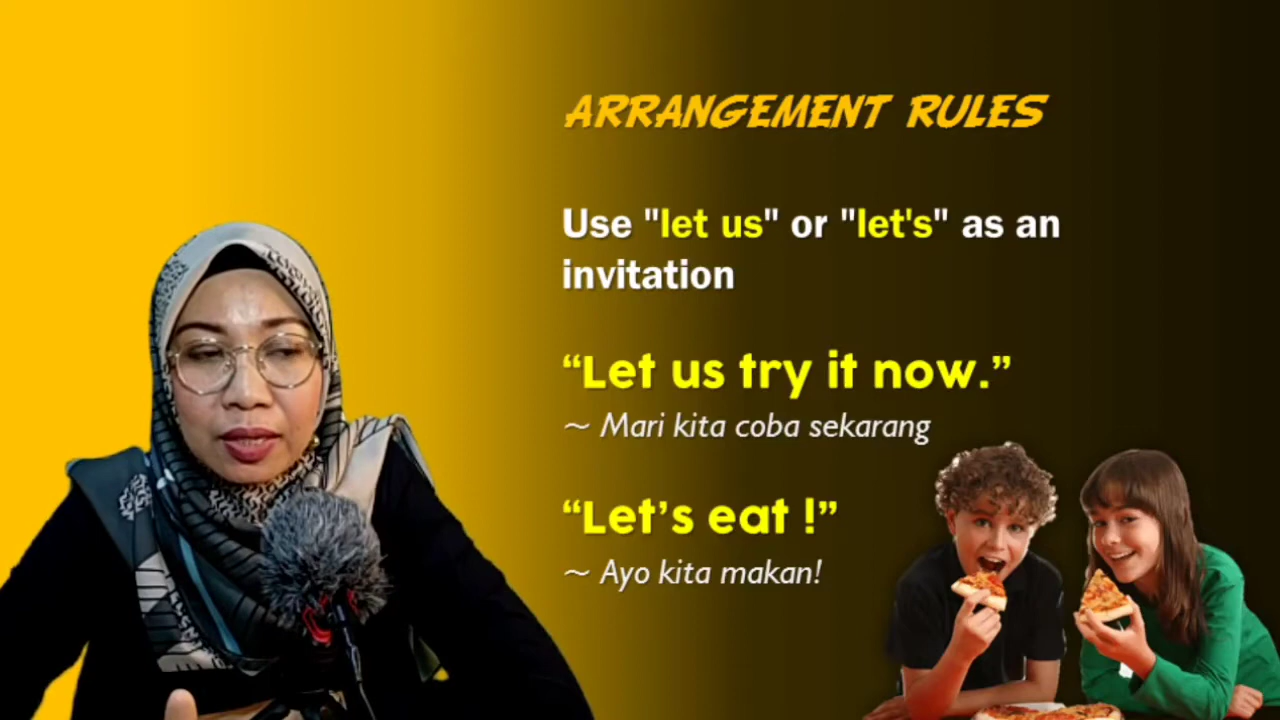 ARRANGEMENT RULES
Use "let us" or "let's" as an
invitation
“Let us try it now.”
~ Mari kita coba sekarang
“Let’s eat !”
~ Ayo kita makan!